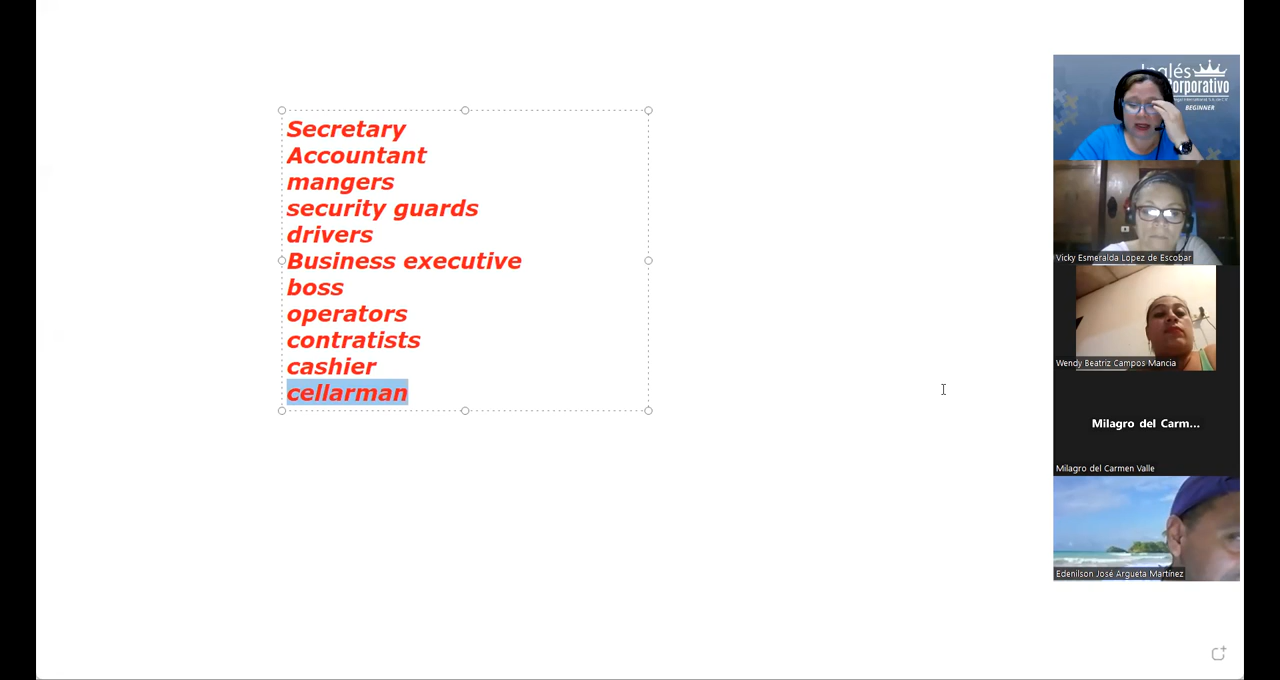 Secretary
Accountant
mangers
security guards
drivers
Business executive
boss
operators
contratists
cashier
cellarman
Inglés
Corporativo
BEGINNER
Vicky Esmeralda Lopez de Escobar
Wendy Beatriz Campos Mancia
Milagro del Carm...
Milagro del Carmen Valle
Edenilson José Argueta Martínez